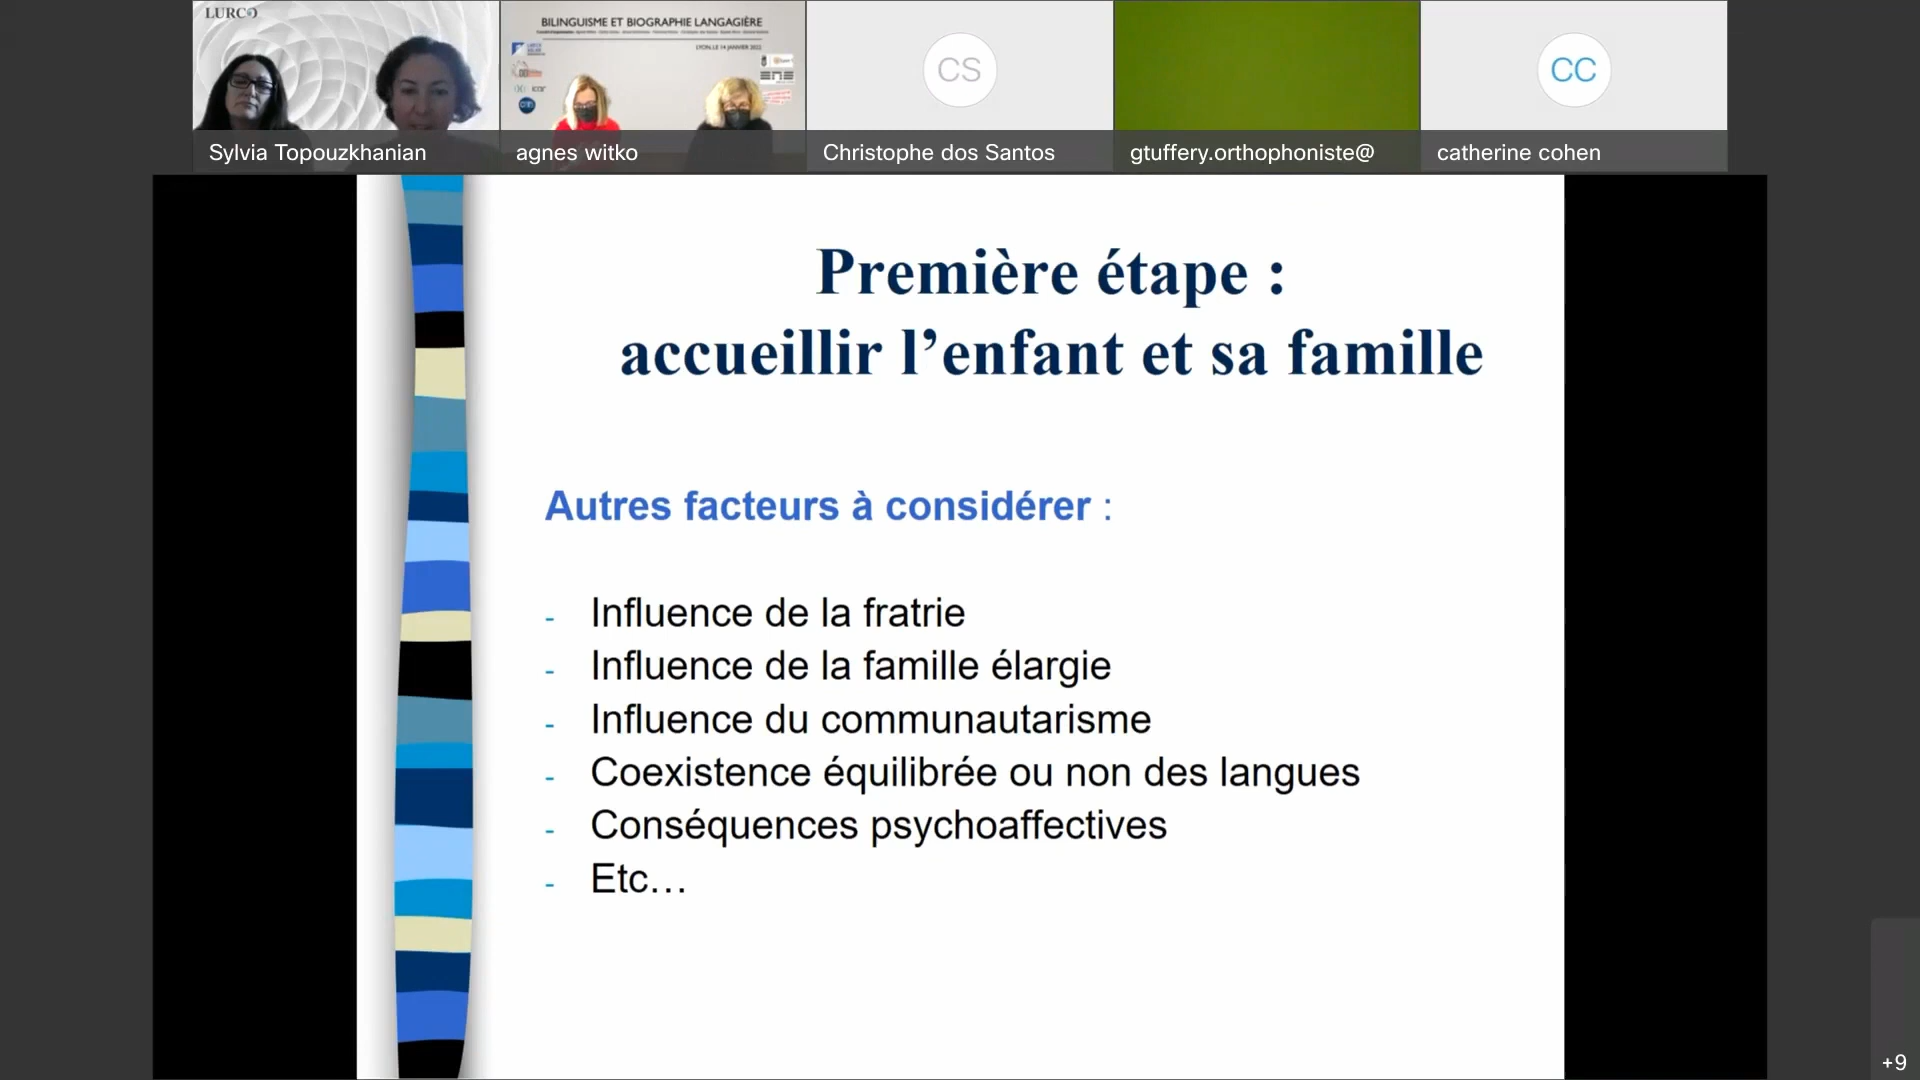 LURCO
BILINGUISME ET BIOGRAPHIE LANGAGIÈRE
LYON, LE 14 JANVIER 2022
CS
CC
Sylvia Topouzkhanian
agnes witko
Christophe dos Santos
gtuffery.orthophoniste@
catherine cohen
Première étape :
accueillir l’enfant et sa famille
Autres facteurs à considérer :
- Influence de la fratrie
- Influence de la famille élargie
- Influence du communautarisme
- Coexistence équilibrée ou non des langues
- Conséquences psychoaffectives
- Etc…
+9